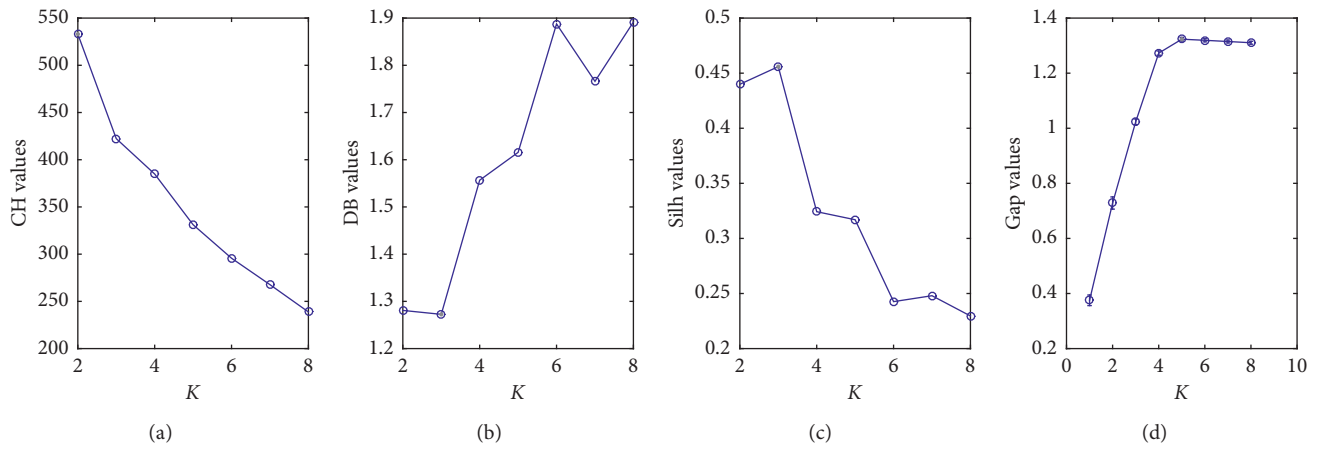 CH values
550
500
450
400
350
300
250
200
2 4 6 8
K
(a)
DB values
1.9
1.8
1.7
1.6
1.5
1.4
1.3
1.2
2 4 6 8
K
(b)
Silh values
0.5
0.45
0.4
0.35
0.3
0.25
0.2
2 4 6 8
K
(c)
Gap values
1.4
1.2
1
0.8
0.6
0.4
0.2
0 2 4 6 8 10
K
(d)